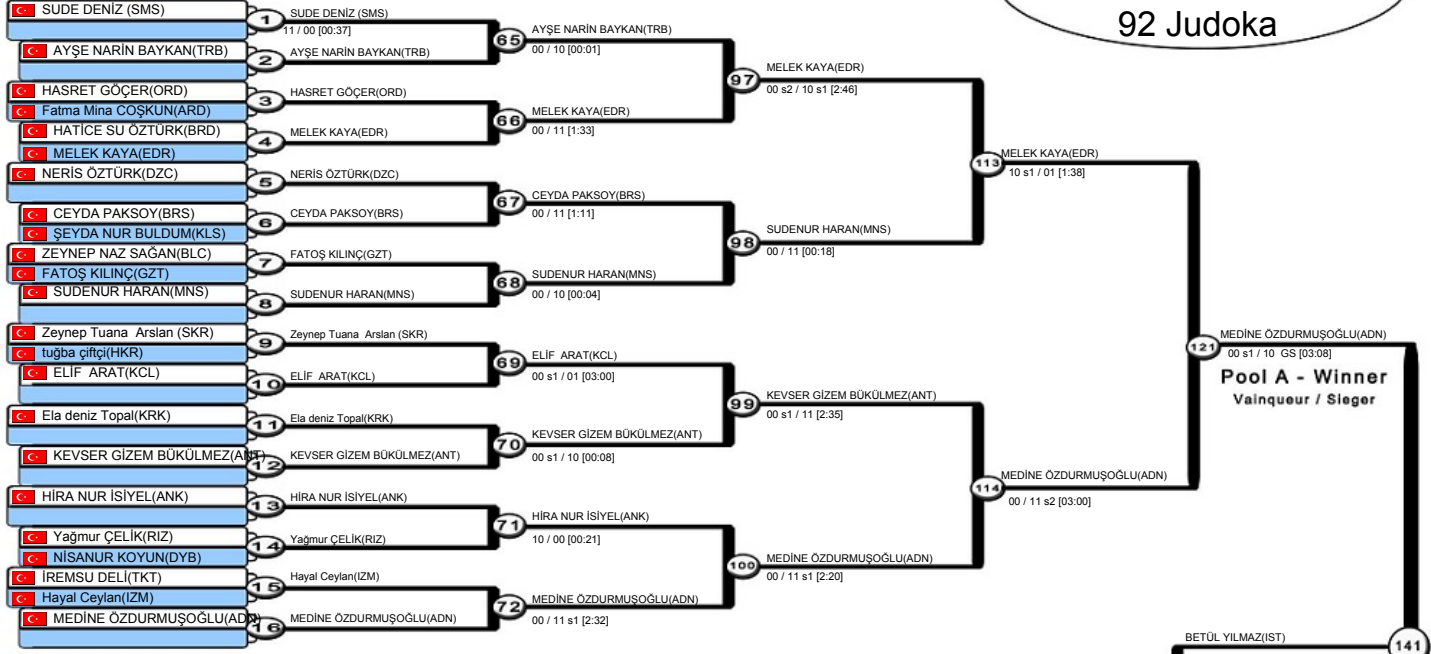 92 Judoka
SUDE DENİZ (SMS)
1
SUDE DENİZ (SMS)
11 / 00 [00:37]
AYŞE NARİN BAYKAN(TRB)
2
AYŞE NARİN BAYKAN(TRB)
65
AYŞE NARİN BAYKAN(TRB)
00 / 10 [00:01]
HASRET GÖÇER(ORD)
Fatma Mina COŞKUN(ARD)
3
HASRET GÖÇER(ORD)
HATİCE SU ÖZTÜRK(BRD)
MELEK KAYA(EDR)
4
MELEK KAYA(EDR)
66
MELEK KAYA(EDR)
00 / 11 [1:33]
97
MELEK KAYA(EDR)
00 s2 / 10 s1 [2:46]
NERİS ÖZTÜRK(DZC)
5
NERİS ÖZTÜRK(DZC)
CEYDA PAKSOY(BRS)
ŞEYDA NUR BULDUM(KLS)
6
CEYDA PAKSOY(BRS)
67
CEYDA PAKSOY(BRS)
00 / 11 [1:11]
ZEYNEP NAZ SAĞAN(BLC)
FATOŞ KILINÇ(GZT)
7
FATOŞ KILINÇ(GZT)
SUDENUR HARAN(MNS)
8
SUDENUR HARAN(MNS)
68
SUDENUR HARAN(MNS)
00 / 10 [00:04]
98
SUDENUR HARAN(MNS)
00 / 11 [00:18]
113
MELEK KAYA(EDR)
10 s1 / 01 [1:38]
Zeynep Tuana Arslan (SKR)
tuğba çiftçi(HKR)
9
Zeynep Tuana Arslan (SKR)
ELİF ARAT(KCL)
10
ELİF ARAT(KCL)
69
ELİF ARAT(KCL)
00 s1 / 01 [03:00]
Ela deniz Topal(KRK)
11
Ela deniz Topal(KRK)
KEVSER GİZEM BÜKÜLMEZ(ANT)
12
KEVSER GİZEM BÜKÜLMEZ(ANT)
70
KEVSER GİZEM BÜKÜLMEZ(ANT)
00 s1 / 10 [00:08]
99
KEVSER GİZEM BÜKÜLMEZ(ANT)
00 s1 / 11 [2:35]
HİRA NUR İSİYEL(ANK)
13
HİRA NUR İSİYEL(ANK)
Yağmur ÇELİK(RIZ)
NİSANUR KOYUN(DYB)
14
Yağmur ÇELİK(RIZ)
71
HİRA NUR İSİYEL(ANK)
10 / 00 [00:21]
İREMSU DELİ(TKT)
Hayal Ceylan(IZM)
15
Hayal Ceylan(IZM)
MEDİNE ÖZDURMUŞOĞLU(ADN)
16
MEDİNE ÖZDURMUŞOĞLU(ADN)
72
MEDİNE ÖZDURMUŞOĞLU(ADN)
00 / 11 s1 [2:32]
100
MEDİNE ÖZDURMUŞOĞLU(ADN)
00 / 11 s1 [2:20]
114
MEDİNE ÖZDURMUŞOĞLU(ADN)
00 / 11 s2 [03:00]
121
MEDİNE ÖZDURMUŞOĞLU(ADN)
00 s1 / 10 GS [03:08]
Pool A - Winner
Vainqueur / Sieger
BETÜL YILMAZ(IST)
141